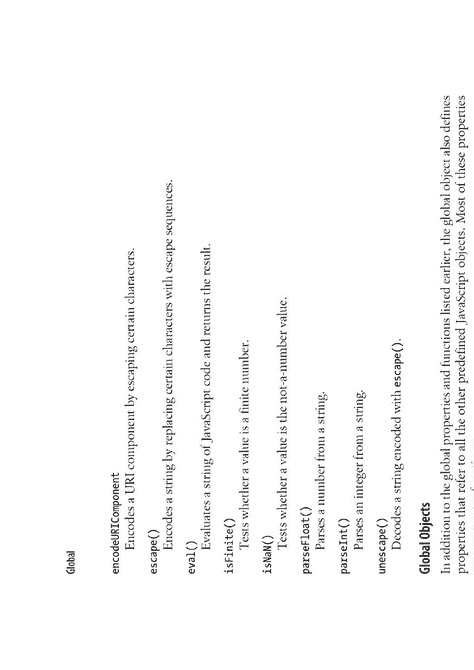 Global
encodeURIComponent
Encodes a URI component by escaping certain characters.
escape()
Encodes a string by replacing certain characters with escape sequences.
eval()
Evaluates a string of JavaScript code and returns the result.
isFinite()
Tests whether a value is a finite number.
isNaN()
Tests whether a value is the not-a-number value.
parseFloat()
Parses a number from a string.
parseInt()
Parses an integer from a string.
unescape()
Decodes a string encoded with escape().
Global Objects
In addition to the global properties and functions listed earlier, the global object also defines
properties that refer to all the other predefined JavaScript objects. Most of these properties